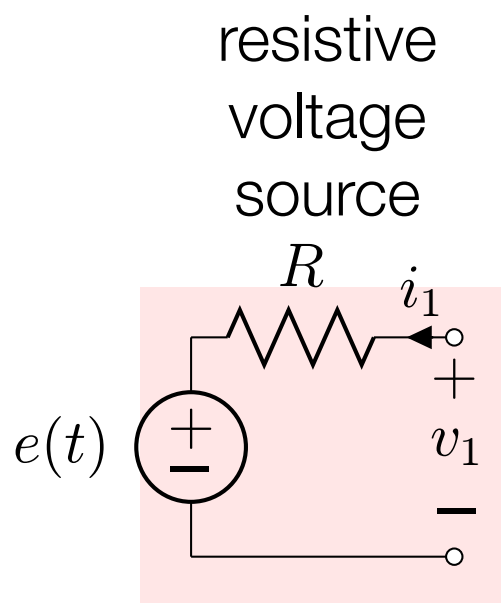 resistive
voltage
source
R
i₁
+
e(t)
+
v₁
−
−